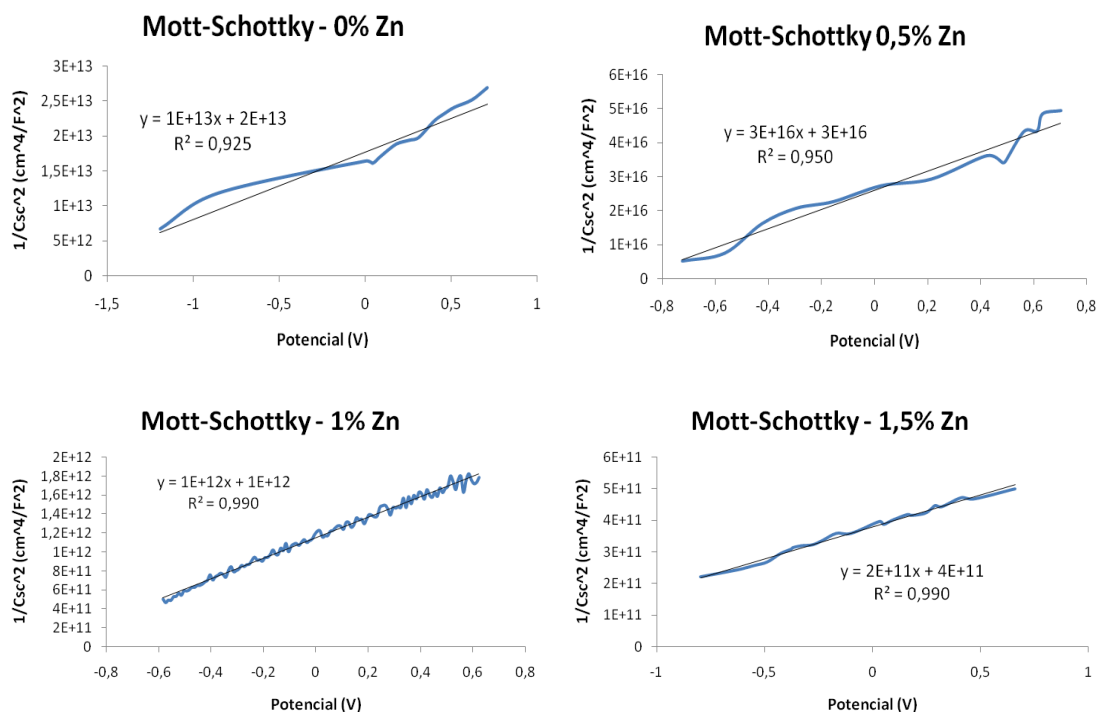 Mott-Schottky - 0% Zn
1/Csc^2 (cm^4/F^2)
3E+13
2,5E+13
2E+13
1,5E+13
1E+13
5E+12
0
y = 1E+13x + 2E+13
R² = 0,925
-1,5 -1 -0,5 0 0,5 1
Potencial (V)
Mott-Schottky 0,5% Zn
1/Csc^2 (cm^4/F^2)
6E+16
5E+16
4E+16
3E+16
2E+16
1E+16
0
y = 3E+16x + 3E+16
R² = 0,950
-0,8 -0,6 -0,4 -0,2 0 0,2 0,4 0,6 0,8
Potencial (V)
Mott-Schottky - 1% Zn
1/Csc^2 (cm^4/F^2)
2E+12
1,8E+12
1,6E+12
1,4E+12
1,2E+12
1E+12
8E+11
6E+11
4E+11
2E+11
0
y = 1E+12x + 1E+12
R² = 0,990
-0,8 -0,6 -0,4 -0,2 0 0,2 0,4 0,6 0,8
Potencial (V)
Mott-Schottky - 1,5% Zn
1/Csc^2 (cm^4/F^2)
6E+11
5E+11
4E+11
3E+11
2E+11
1E+11
0
y = 2E+11x + 4E+11
R² = 0,990
-1 -0,5 0 0,5 1
Potencial (V)